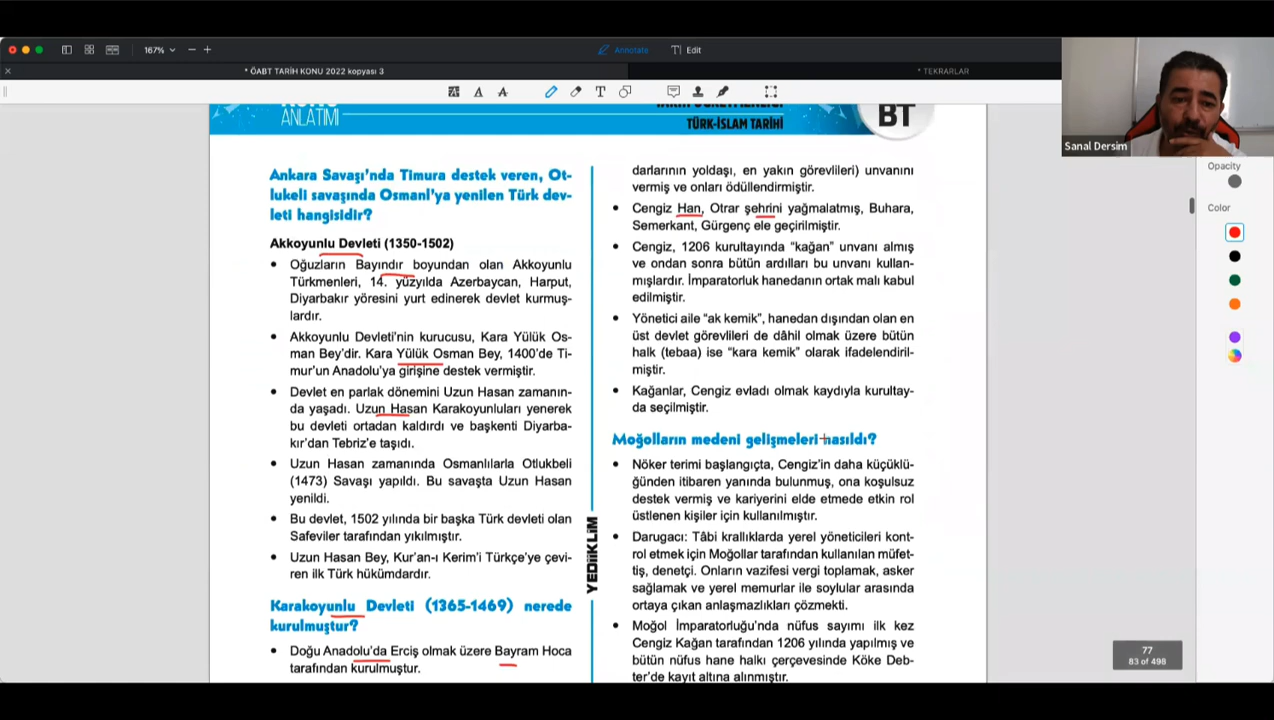 167%
Annotate
Edit
* ÖABT TARİH KONU 2022 kopyası 3
* TEKRARLAR
Sanal Dersim
Opacity
Color
ANLATIMI
TÜRK-İSLAM TARİHİ
BT
Ankara Savaşı'nda Timura destek veren, Ot-
lukeli savaşında Osmanl'ya yenilen Türk dev-
leti hangisidir?
Akkoyunlu Devleti (1350-1502)
• Oğuzların Bayındır boyundan olan Akkoyunlu
Türkmenleri, 14. yüzyılda Azerbaycan, Harput,
Diyarbakır yöresini yurt edinerek devlet kurmuş-
lardır.
• Akkoyunlu Devleti'nin kurucusu, Kara Yülük Os-
man Bey'dir. Kara Yülük Osman Bey, 1400'de Ti-
mur'un Anadolu'ya girişine destek vermiştir.
• Devlet en parlak dönemini Uzun Hasan zamanın-
da yaşadı. Uzun Hasan Karakoyunluları yenerek
bu devleti ortadan kaldırdı ve başkenti Diyarba-
kır'dan Tebriz'e taşıdı.
• Uzun Hasan zamanında Osmanlılarla Otlukbeli
(1473) Savaşı yapıldı. Bu savaşta Uzun Hasan
yenildi.
• Bu devlet, 1502 yılında bir başka Türk devleti olan
Safeviler tarafından yıkılmıştır.
• Uzun Hasan Bey, Kur'an-ı Kerim'i Türkçe'ye çevi-
ren ilk Türk hükümdardır.
Karakoyunlu Devleti (1365-1469) nerede
kurulmuştur?
• Doğu Anadolu'da Erciş olmak üzere Bayram Hoca
tarafından kurulmuştur.
YEDİİKLİM
darlarının yoldaşı, en yakın görevlileri) unvanını
vermiş ve onları ödüllendirmiştir.
• Cengiz Han, Otrar şehrini yağmalatmış, Buhara,
Semerkant, Gürgenç ele geçirilmiştir.
• Cengiz, 1206 kurultayında “kağan” unvanı almış
ve ondan sonra bütün ardılları bu unvanı kullan-
mışlardır. İmparatorluk hanedanın ortak malı kabul
edilmiştir.
• Yönetici aile “ak kemik”, hanedan dışından olan en
üst devlet görevlileri de dâhil olmak üzere bütün
halk (tebaa) ise “kara kemik” olarak ifadelendiril-
miştir.
• Kağanlar, Cengiz evladı olmak kaydıyla kurultay-
da seçilmiştir.
Moğolların medeni gelişmeleri nasıldı?
• Nöker terimi başlangıçta, Cengiz'in daha küçüklü-
ğünden itibaren yanında bulunmuş, ona koşulsuz
destek vermiş ve kariyerini elde etmede etkin rol
üstlenen kişiler için kullanılmıştır.
• Darugacı: Tâbi krallıklarda yerel yöneticileri kont-
rol etmek için Moğollar tarafından kullanılan müfet-
tiş, denetçi. Onların vazifesi vergi toplamak, asker
sağlamak ve yerel memurlar ile soylular arasında
ortaya çıkan anlaşmazlıkları çözmekti.
• Moğol İmparatorluğu'nda nüfus sayımı ilk kez
Cengiz Kağan tarafından 1206 yılında yapılmış ve
bütün nüfus hane halkı çerçevesinde Köke Deb-
ter'de kayıt altına alınmıştır.
77
83 of 498